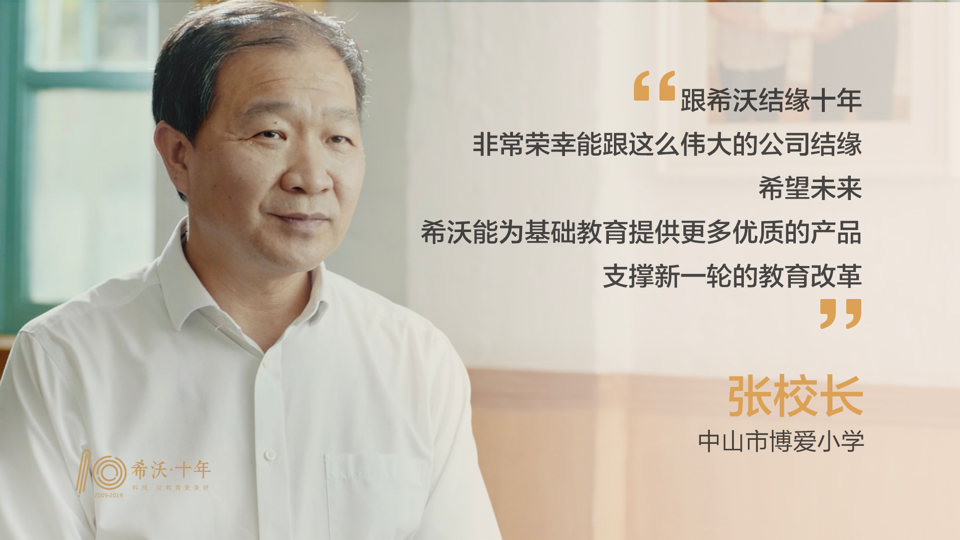 跟希沃结缘十年
非常荣幸能跟这么伟大的公司结缘
希望未来
希沃能为基础教育提供更多优质的产品
支撑新一轮的教育改革
张校长
中山市博爱小学
10 希沃·十年
2009-2019